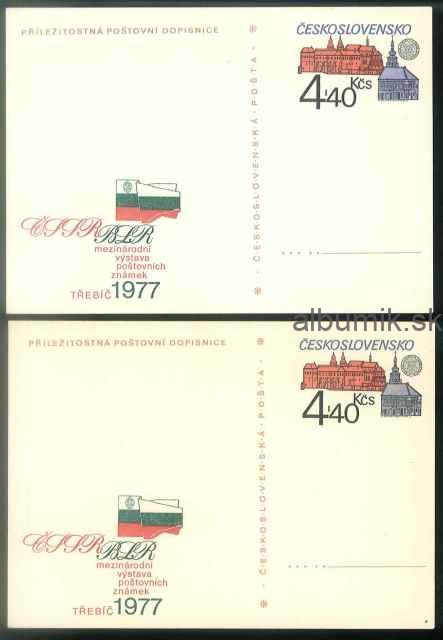 PŘÍLEŽITOSTNÁ POŠTOVNÍ DOPISNICE
ČESKOSLOVENSKO
4'40 Kčs
ČESKOSLOVENSKÁ POŠTA
ČSSR BLR
mezinárodní
výstava
poštovních
známek
TŘEBÍČ 1977
albumik.sk
PŘÍLEŽITOSTNÁ POŠTOVNÍ DOPISNICE
ČESKOSLOVENSKO
4'40 Kčs
ČESKOSLOVENSKÁ POŠTA
ČSSR BLR
mezinárodní
výstava
poštovních
známek
TŘEBÍČ 1977